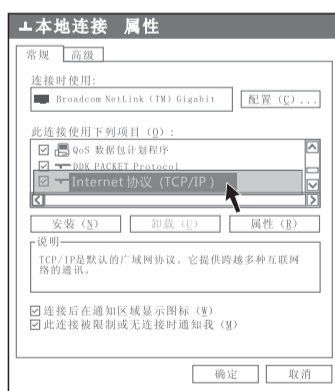 本地连接 属性
常规 高级
连接时使用:
Broadcom NetLink (TM) Gigabit 配置 (C)...
此连接使用下列项目 (O):
QoS 数据包计划程序
DDK PACKET Protocol
Internet 协议 (TCP/IP)
安装 (N) 卸载 (U) 属性 (R)
说明
TCP/IP是默认的广域网协议。它提供跨越多种互联网
络的通讯。
连接后在通知区域显示图标 (W)
此连接被限制或无连接时通知我 (M)
确定 取消